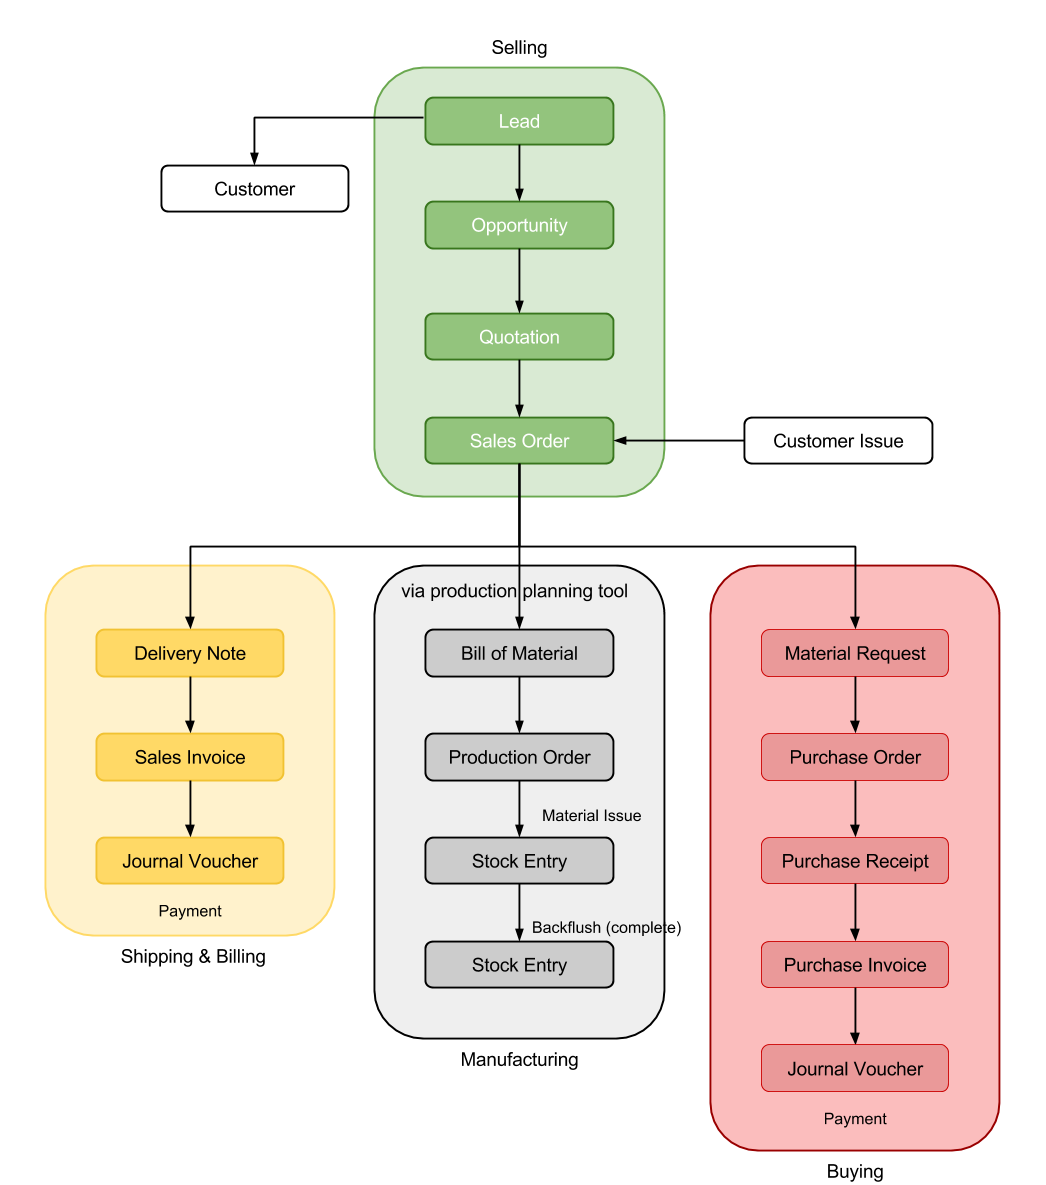 Selling
Lead
Customer
Opportunity
Quotation
Sales Order
Customer Issue
Delivery Note
Sales Invoice
Journal Voucher
Payment
Shipping & Billing
via production planning tool
Bill of Material
Production Order
Material Issue
Stock Entry
Backflush (complete)
Stock Entry
Manufacturing
Material Request
Purchase Order
Purchase Receipt
Purchase Invoice
Journal Voucher
Payment
Buying